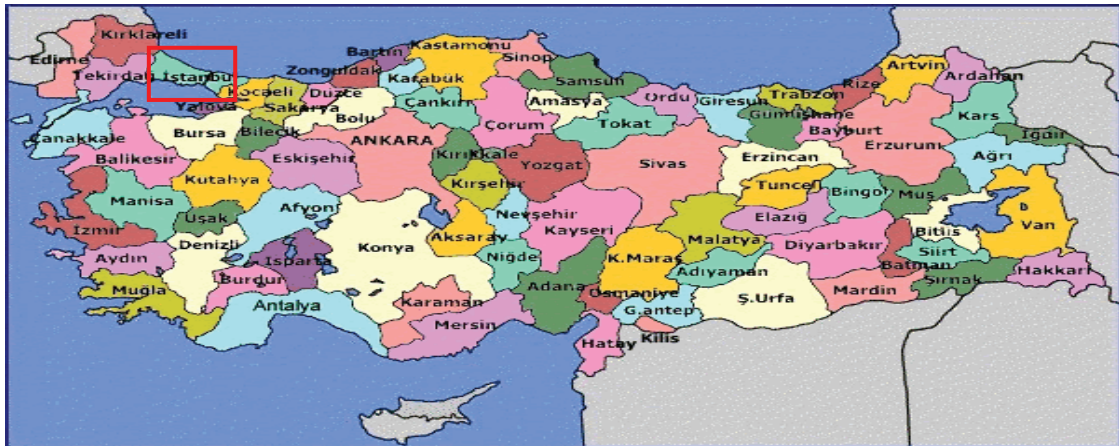 Kırklareli
Edirne
Tekirdağ
İstanbul
Kocaeli
Yalova
Sakarya
Düzce
Zonguldak
Bartın
Karabük
Kastamonu
Sinop
Samsun
Çankırı
Bolu
Amasya
Ordu
Giresun
Trabzon
Rize
Artvin
Ardahan
Çanakkale
Bursa
Bilecik
ANKARA
Çorum
Tokat
Gümüşhane
Bayburt
Kars
Iğdır
Balıkesir
Eskişehir
Kırıkkale
Yozgat
Sivas
Erzincan
Erzurum
Ağrı
Kutahya
Kırşehir
Manisa
Uşak
Afyon
Nevşehir
Kayseri
Tuncel
Bingöl
Muş
Elazığ
İzmir
Denizli
Konya
Aksaray
Malatya
Diyarbakır
Bitlis
b
Van
Aydın
Isparta
Niğde
K.Maraş
Adıyaman
Batman
Siirt
Hakkari
Muğla
Burdur
Adana
Osmaniye
Ş.Urfa
Mardin
Şırnak
Antalya
Karaman
G.antep
Mersin
Hatay
Kilis